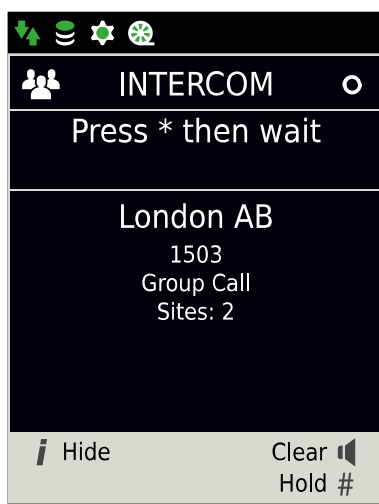 INTERCOM
Press * then wait
London AB
1503
Group Call
Sites: 2
i Hide
Clear
Hold #